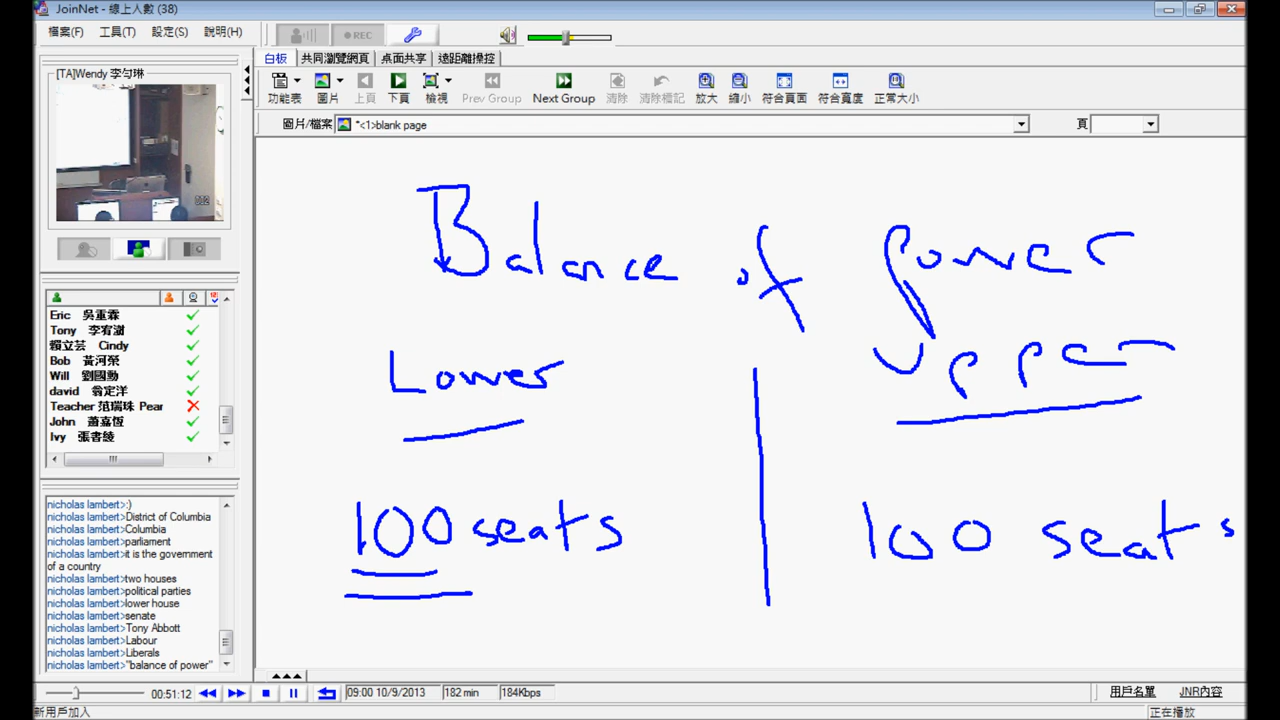 JoinNet - 線上人數 (38)
檔案(F) 工具(T) 設定(S) 說明(H)
REC
[TA]Wendy 李勻琳
白板 共同瀏覽網頁 桌面共享 遠距離操控
功能表 圖片 上頁 下頁 檢視 Prev Group Next Group 清除 清除標記 放大 縮小 符合頁面 符合寬度 正常大小
圖片/檔案 *<1>blank page 頁
Balance of power
Lower Upper
100 seats 100 seats
Eric 吳重霖
Tony 李宥澍
賴立芸 Cindy
Bob 黃河榮
Will 劉國勳
david 翁定洋
Teacher 范瑞珠 Pear
John 蕭嘉恆
Ivy 張書綾
nicholas lambert>:)
nicholas lambert>District of Columbia
nicholas lambert>Columbia
nicholas lambert>parliament
nicholas lambert>it is the government
of a country
nicholas lambert>two houses
nicholas lambert>political parties
nicholas lambert>lower house
nicholas lambert>senate
nicholas lambert>Tony Abbott
nicholas lambert>Labour
nicholas lambert>Liberals
nicholas lambert>"balance of power"
00:51:12 09:00 10/9/2013 182 min 184Kbps 用戶名單 JNR內容
新用戶加入 正在播放